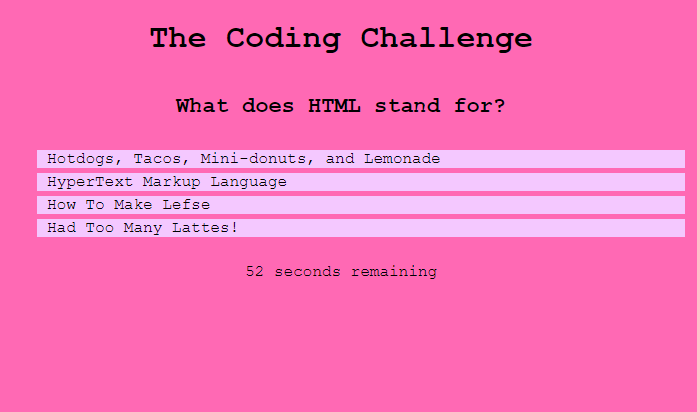 The Coding Challenge
What does HTML stand for?
Hotdogs, Tacos, Mini-donuts, and Lemonade
HyperText Markup Language
How To Make Lefse
Had Too Many Lattes!
52 seconds remaining